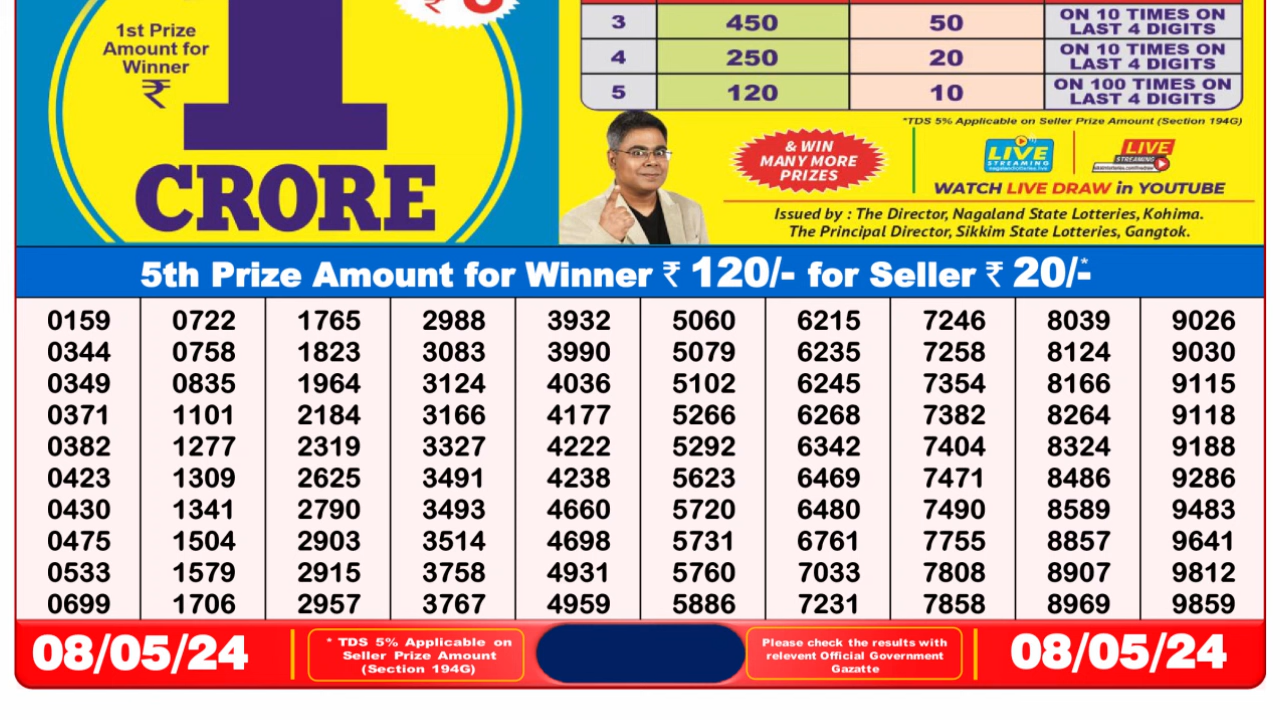 1st Prize
Amount for
Winner
₹
1
CRORE
3 450 50 ON 10 TIMES ON LAST 4 DIGITS
4 250 20 ON 10 TIMES ON LAST 4 DIGITS
5 120 10 ON 100 TIMES ON LAST 4 DIGITS
*TDS 5% Applicable on Seller Prize Amount (Section 194G)
& WIN
MANY MORE
PRIZES
LIVE
STREAMING
LIVE
STREAMING
WATCH LIVE DRAW in YOUTUBE
Issued by : The Director, Nagaland State Lotteries, Kohima.
The Principal Director, Sikkim State Lotteries, Gangtok.
5th Prize Amount for Winner ₹ 120/- for Seller ₹ 20/-*
0159 0722 1765 2988 3932 5060 6215 7246 8039 9026
0344 0758 1823 3083 3990 5079 6235 7258 8124 9030
0349 0835 1964 3124 4036 5102 6245 7354 8166 9115
0371 1101 2184 3166 4177 5266 6268 7382 8264 9118
0382 1277 2319 3327 4222 5292 6342 7404 8324 9188
0423 1309 2625 3491 4238 5623 6469 7471 8486 9286
0430 1341 2790 3493 4660 5720 6480 7490 8589 9483
0475 1504 2903 3514 4698 5731 6761 7755 8857 9641
0533 1579 2915 3758 4931 5760 7033 7808 8907 9812
0699 1706 2957 3767 4959 5886 7231 7858 8969 9859
08/05/24
* TDS 5% Applicable on
Seller Prize Amount
(Section 194G)
Please check the results with
relevent Official Government
Gazatte
08/05/24